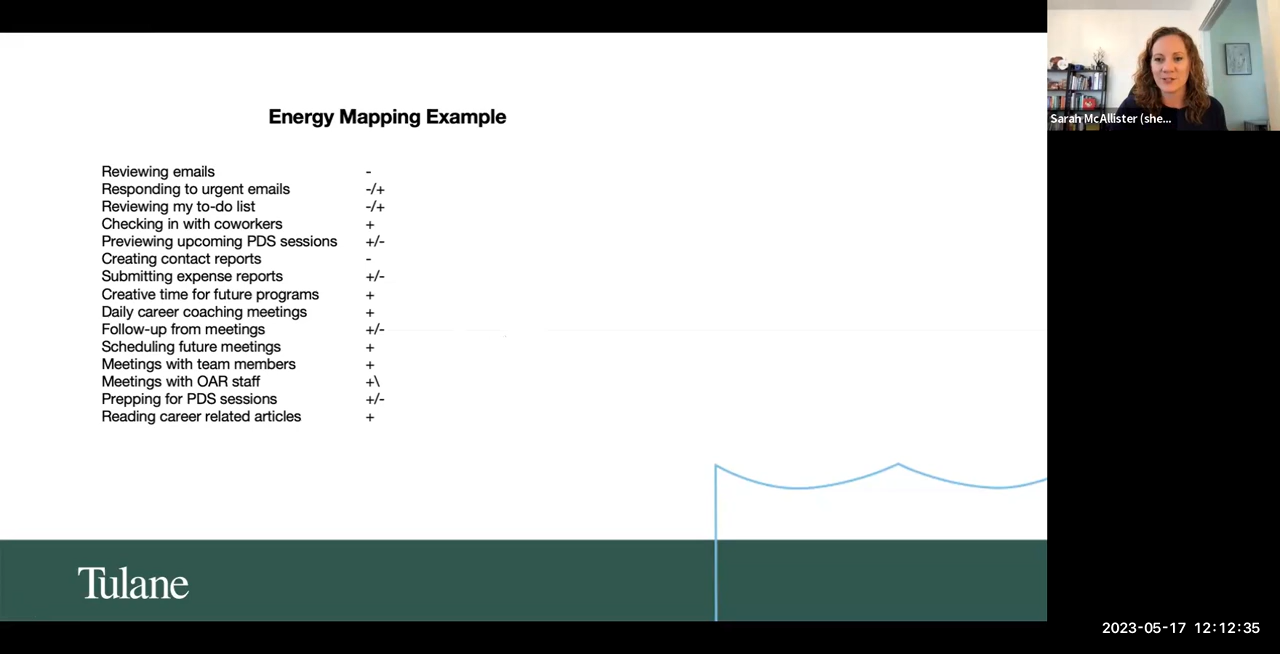 Energy Mapping Example
Reviewing emails -
Responding to urgent emails -/+
Reviewing my to-do list -/+
Checking in with coworkers +
Previewing upcoming PDS sessions +/-
Creating contact reports -
Submitting expense reports +/-
Creative time for future programs +
Daily career coaching meetings +
Follow-up from meetings +/-
Scheduling future meetings +
Meetings with team members +
Meetings with OAR staff +\
Prepping for PDS sessions +/-
Reading career related articles +
Tulane
Sarah McAllister (she...
2023-05-17 12:12:35